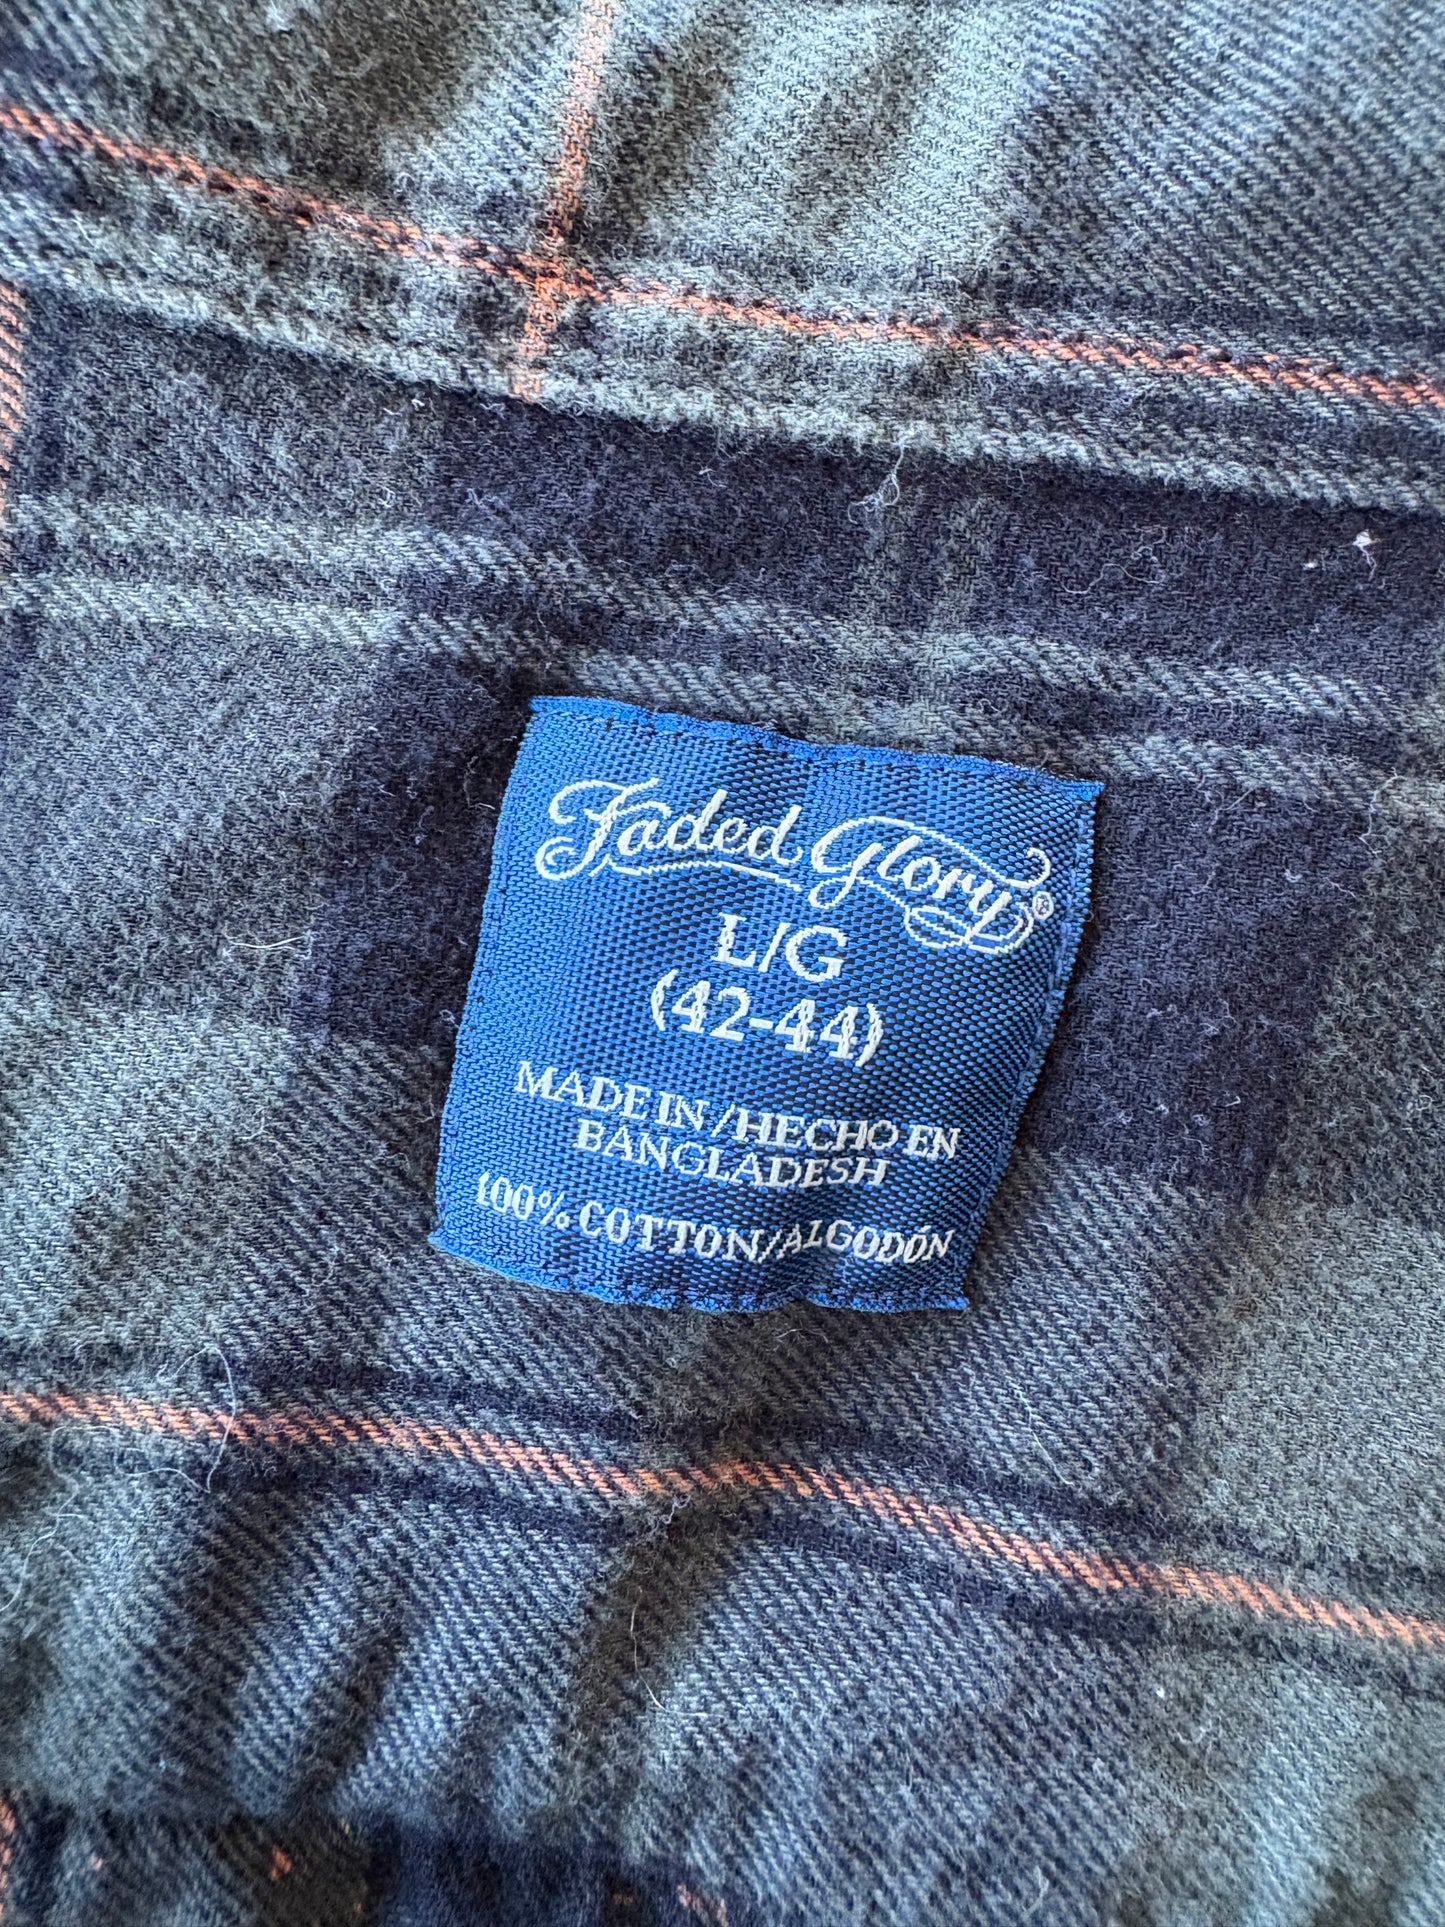 Faded Glory®
L/G
(42-44)
MADE IN/HECHO EN
BANGLADESH
100% COTTON/ALGODÓN